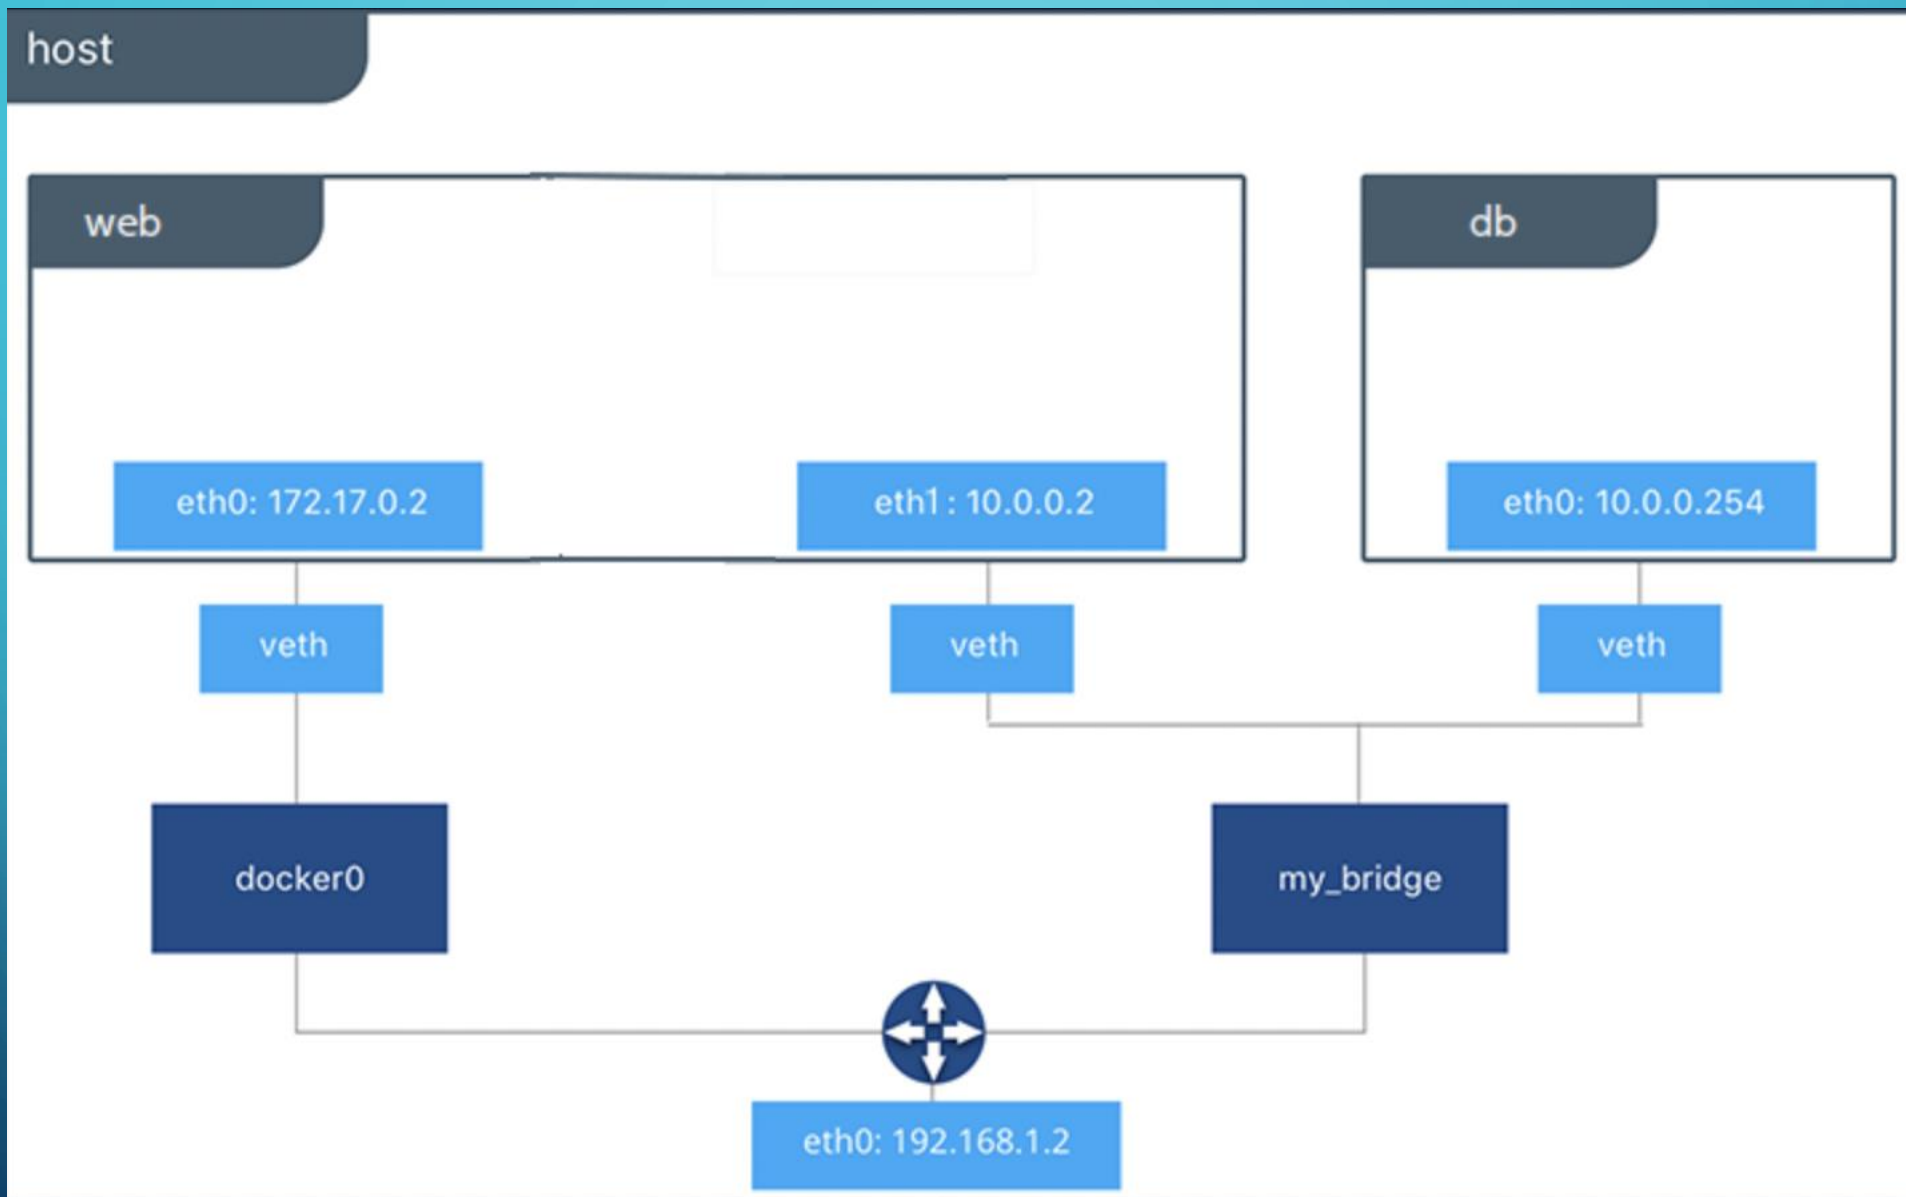 host
web
db
eth0: 172.17.0.2
eth1 : 10.0.0.2
eth0: 10.0.0.254
veth
veth
veth
docker0
my_bridge
eth0: 192.168.1.2